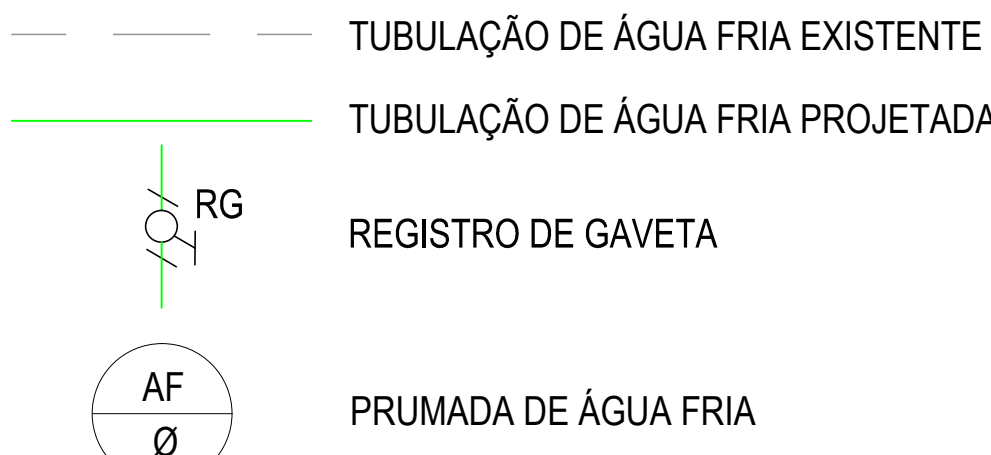 TUBULAÇÃO DE ÁGUA FRIA EXISTENTE
TUBULAÇÃO DE ÁGUA FRIA PROJETADA
RG
REGISTRO DE GAVETA
AF
Ø
PRUMADA DE ÁGUA FRIA